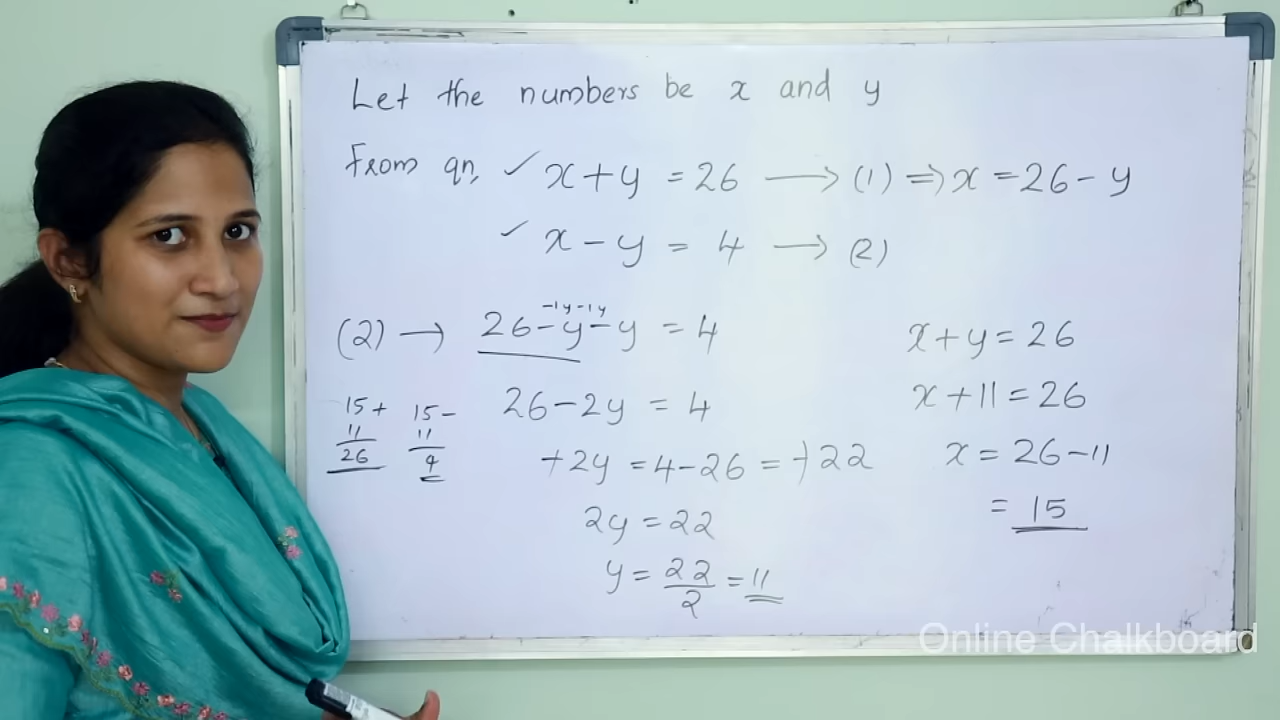 Let the numbers be x and y
From qn, ✓ x+y = 26 ⟶ (1) ⇒ x = 26 - y
✓ x - y = 4 ⟶ (2)
-1y-1y
(2) ⟶ 26-y-y = 4
26-2y = 4
+2y = 4-26 = +22
2y = 22
y = 22/2 = 11
15+
11
26
15-
11
4
x+y = 26
x+11 = 26
x = 26-11
= 15
Online Chalkboard